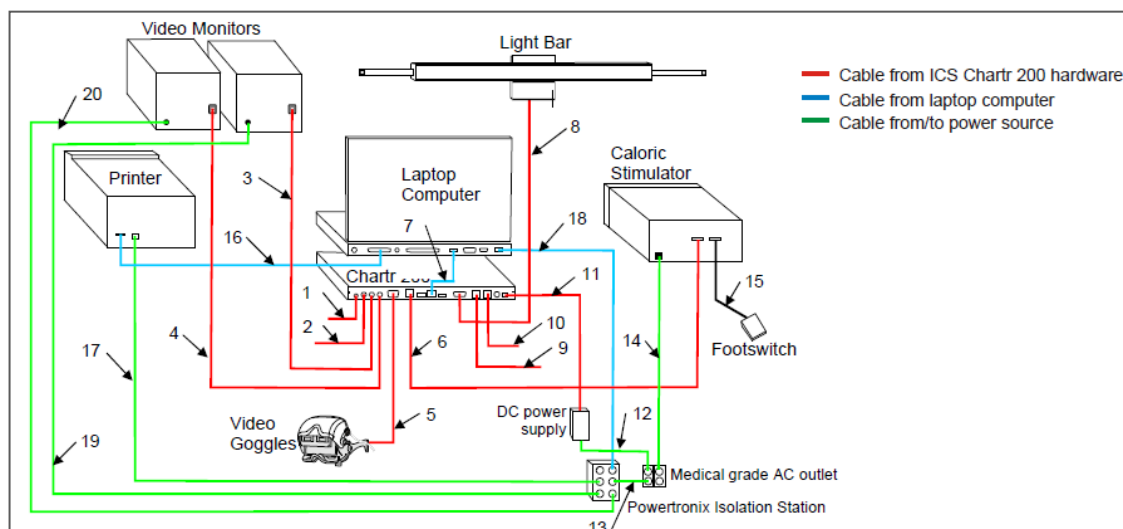 Video Monitors
Light Bar
Cable from ICS Chartr 200 hardware
Cable from laptop computer
Cable from/to power source
20
8
Caloric
Stimulator
Printer
3
Laptop
Computer
7
18
16
Chartr 200
11
1
15
2
10
4
6
9
17
14
Footswitch
5
DC power
supply
12
Video
Goggles
19
Medical grade AC outlet
Powertronix Isolation Station
13